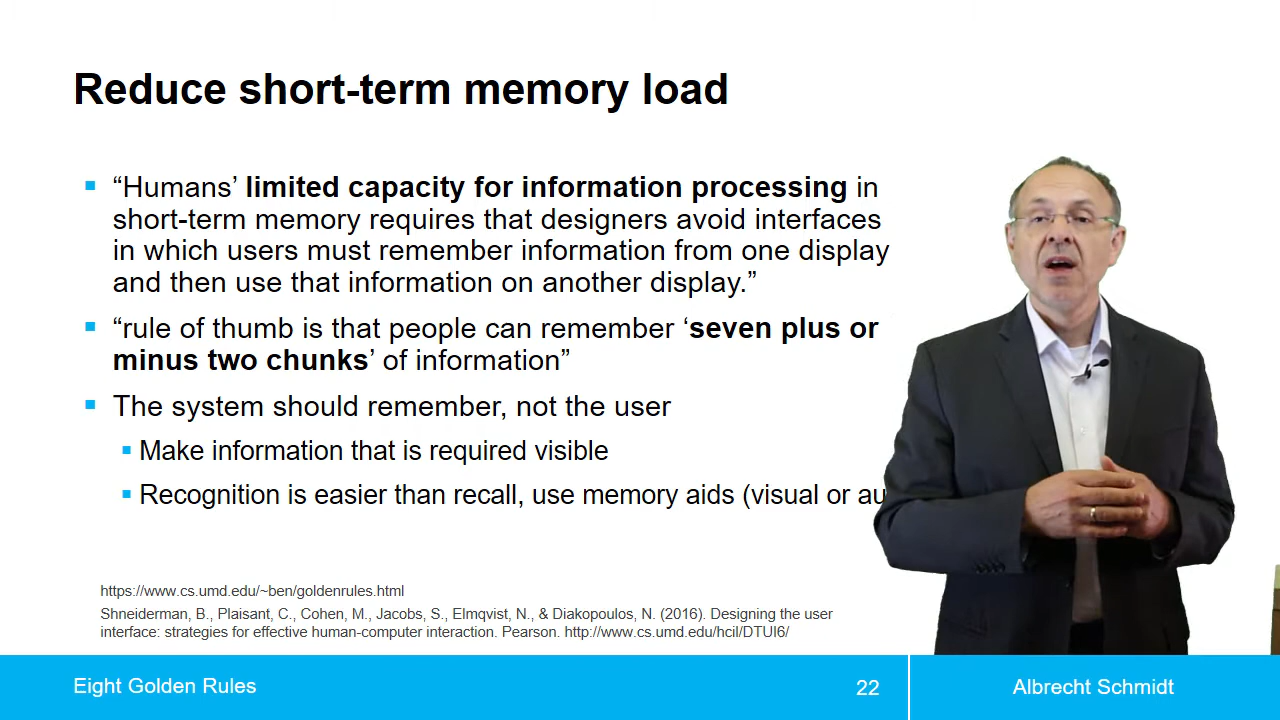 Reduce short-term memory load
“Humans’ limited capacity for information processing in
short-term memory requires that designers avoid interfaces
in which users must remember information from one display
and then use that information on another display.”
“rule of thumb is that people can remember ‘seven plus or
minus two chunks’ of information”
The system should remember, not the user
Make information that is required visible
Recognition is easier than recall, use memory aids (visual or au
https://www.cs.umd.edu/~ben/goldenrules.html
Shneiderman, B., Plaisant, C., Cohen, M., Jacobs, S., Elmqvist, N., & Diakopoulos, N. (2016). Designing the user
interface: strategies for effective human-computer interaction. Pearson. http://www.cs.umd.edu/hcil/DTUI6/
Eight Golden Rules
22
Albrecht Schmidt